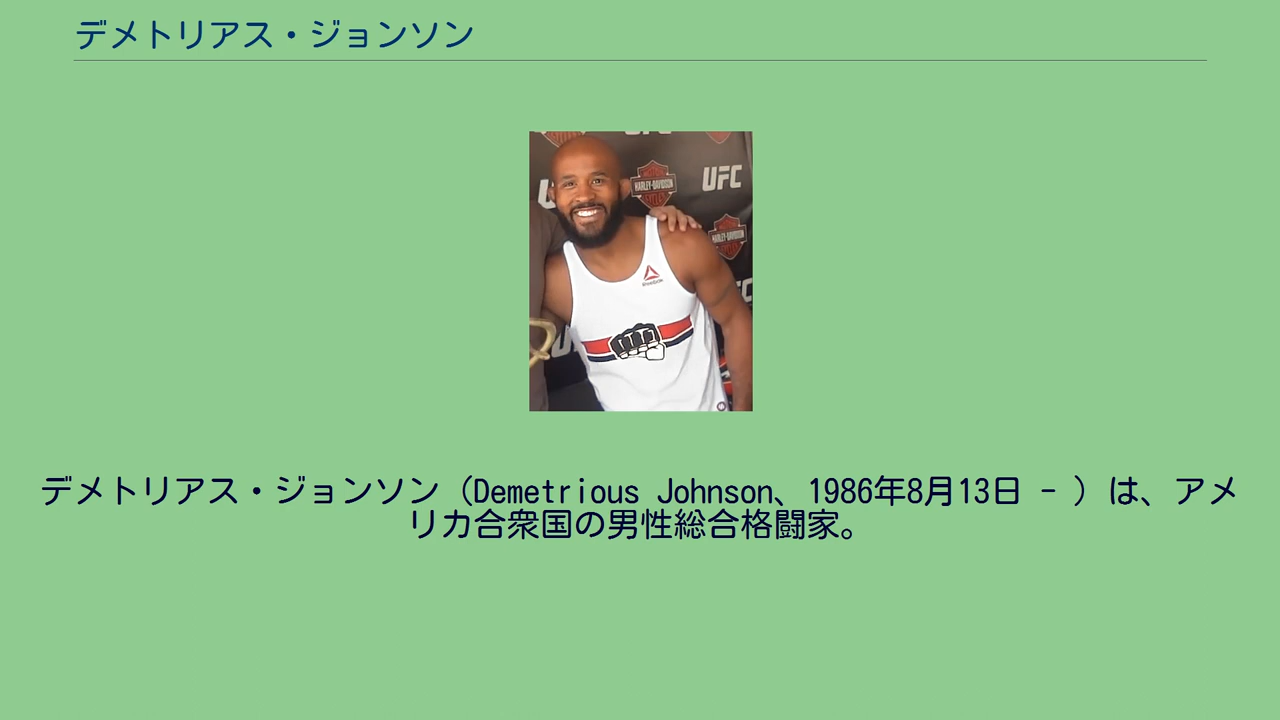 デメトリアス・ジョンソン
UFC
HARLEY-DAVIDSON
UFC
Reebok
デメトリアス・ジョンソン（Demetrious Johnson、1986年8月13日 - ）は、アメ
リカ合衆国の男性総合格闘家。